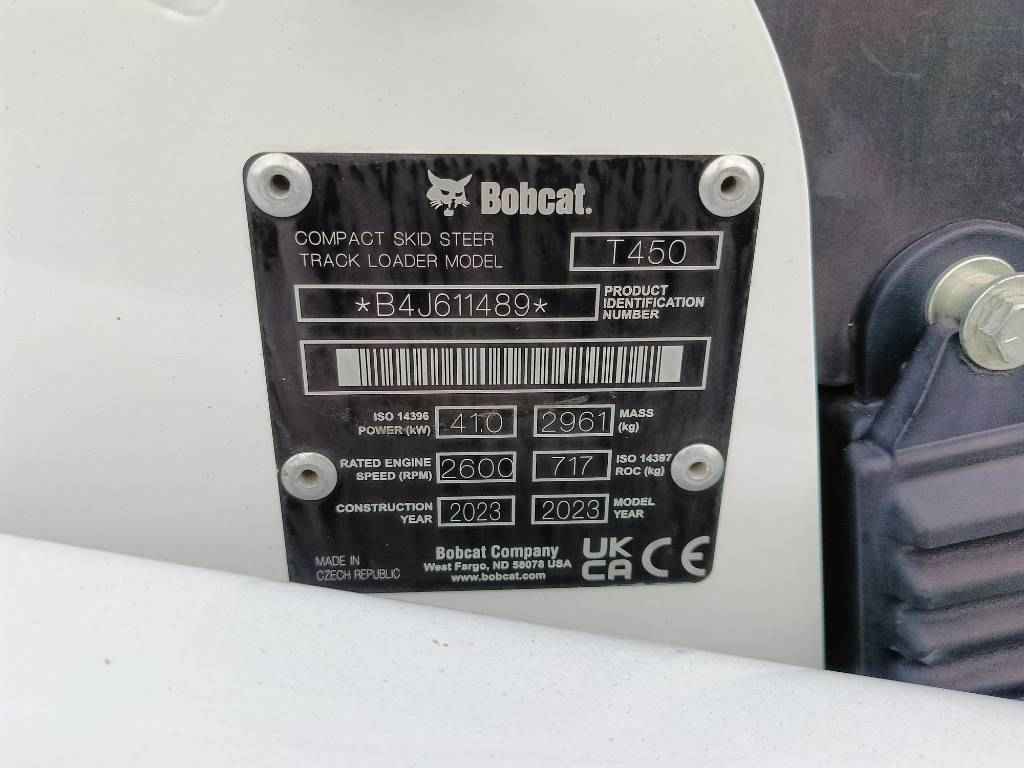 Bobcat.
COMPACT SKID STEER
TRACK LOADER MODEL
T450
*B4J611489*
PRODUCT
IDENTIFICATION
NUMBER
ISO 14396
POWER (kW)
41.0
2961
MASS
(kg)
RATED ENGINE
SPEED (RPM)
2600
717
ISO 14397
ROC (kg)
CONSTRUCTION
YEAR
2023
2023
MODEL
YEAR
MADE IN
CZECH REPUBLIC
Bobcat Company
West Fargo, ND 58078 USA
www.bobcat.com
UK
CA
CE